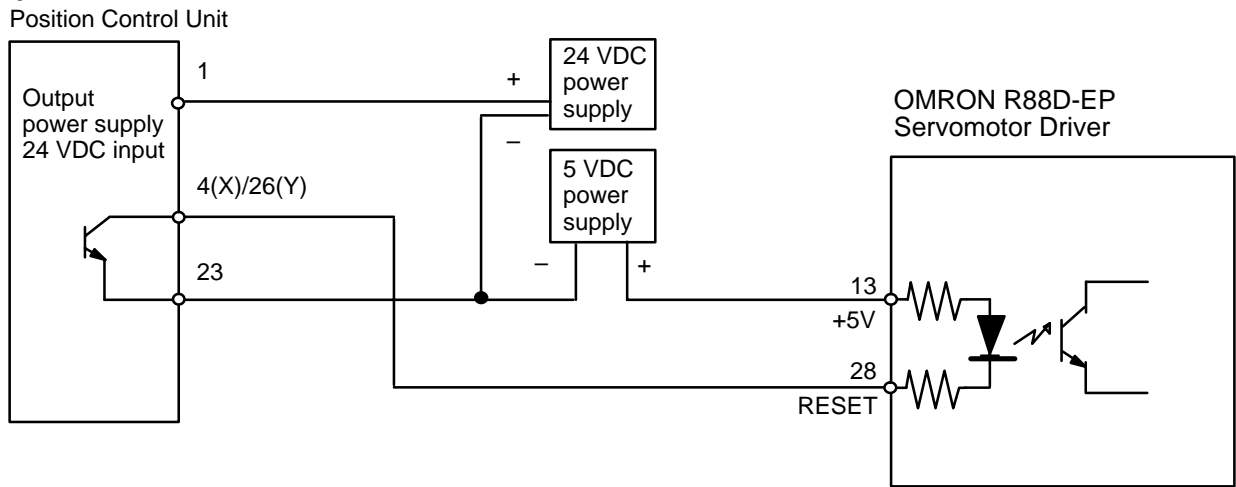 Position Control Unit
1
Output
power supply
24 VDC input
4(X)/26(Y)
23
+
–
24 VDC
power
supply
5 VDC
power
supply
–
+
OMRON R88D-EP
Servomotor Driver
13
+5V
28
RESET